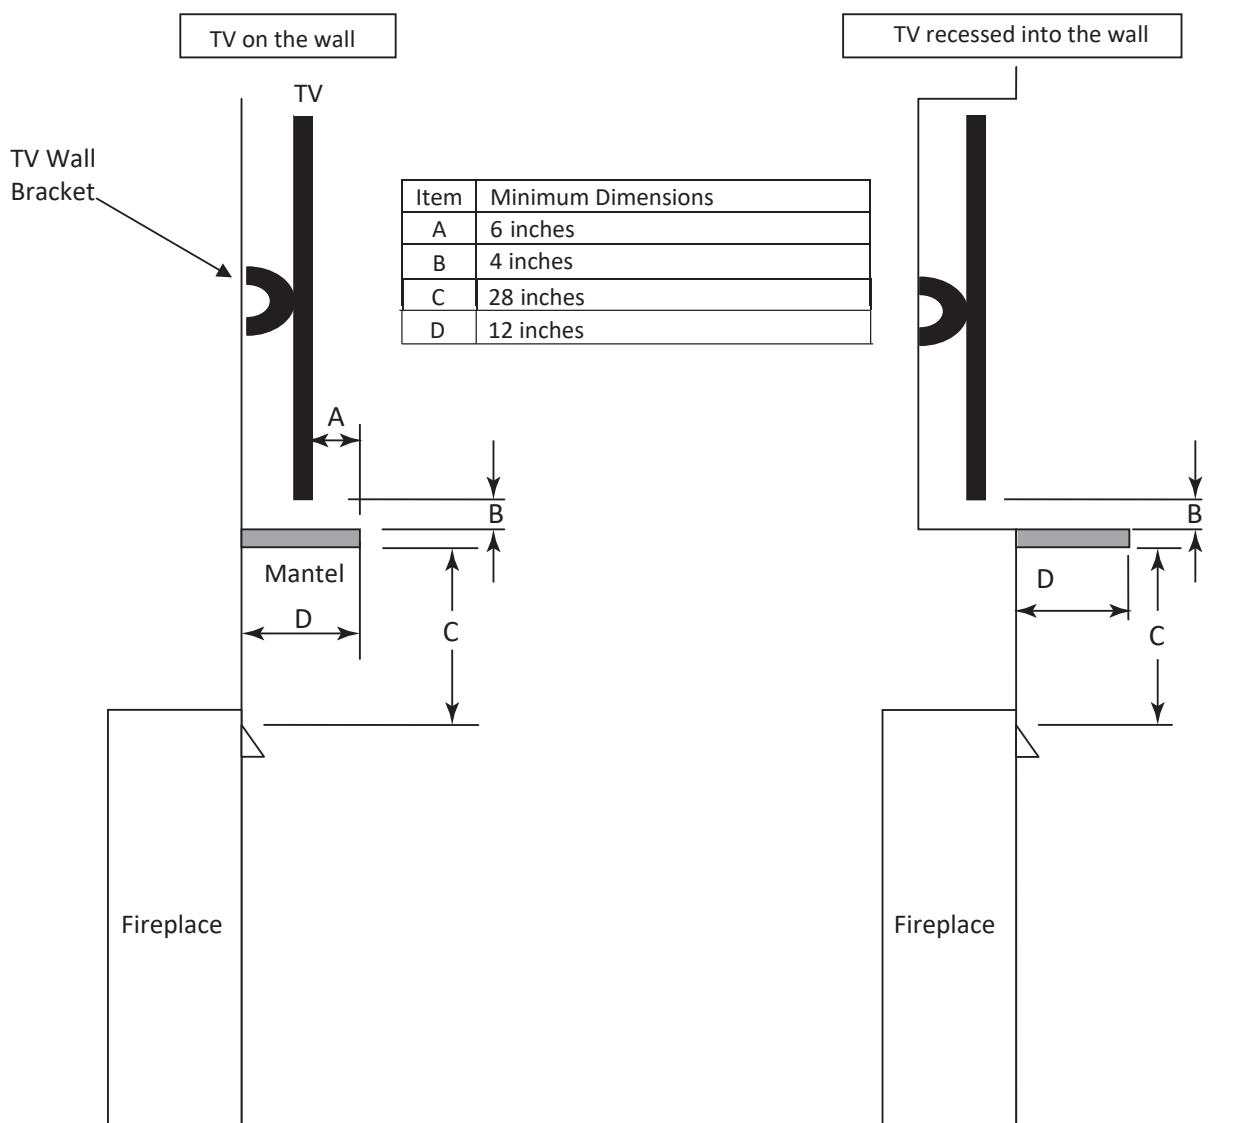 TV on the wall
TV recessed into the wall
TV
TV Wall
Bracket
Item Minimum Dimensions
A 6 inches
B 4 inches
C 28 inches
D 12 inches
A
B
B
Mantel
D
D
C
C
Fireplace
Fireplace